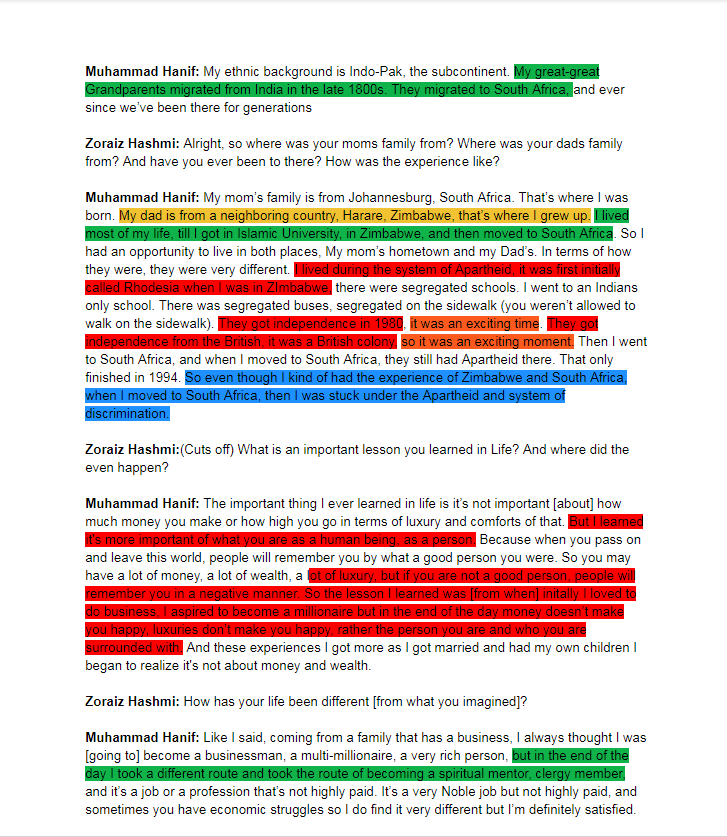 Muhammad Hanif: My ethnic background is Indo-Pak, the subcontinent. My great-great
Grandparents migrated from India in the late 1800s. They migrated to South Africa, and ever
since we've been there for generations
Zoraiz Hashmi: Alright, so where was your moms family from? Where was your dads family
from? And have you ever been to there? How was the experience like?
Muhammad Hanif: My mom's family is from Johannesburg, South Africa. That's where I was
born. My dad is from a neighboring country, Harare, Zimbabwe, that's where I grew up. I lived
most of my life, till I got in Islamic University, in Zimbabwe, and then moved to South Africa. So I
had an opportunity to live in both places, My mom's hometown and my Dad's. In terms of how
they were, they were very different. I lived during the system of Apartheid, it was first initially
called Rhodesia when I was in ZImbabwe, there were segregated schools. I went to an Indians
only school. There was segregated buses, segregated on the sidewalk (you weren't allowed to
walk on the sidewalk). They got independence in 1980, it was an exciting time. They got
independence from the British, it was a British colony, so it was an exciting moment. Then I went
to South Africa, and when I moved to South Africa, they still had Apartheid there. That only
finished in 1994. So even though I kind of had the experience of Zimbabwe and South Africa,
when I moved to South Africa, then I was stuck under the Apartheid and system of
discrimination.
Zoraiz Hashmi:(Cuts off) What is an important lesson you learned in Life? And where did the
even happen?
Muhammad Hanif: The important thing I ever learned in life is it's not important [about] how
much money you make or how high you go in terms of luxury and comforts of that. But I learned
it's more important of what you are as a human being, as a person. Because when you pass on
and leave this world, people will remember you by what a good person you were. So you may
have a lot of money, a lot of wealth, a lot of luxury, but if you are not a good person, people will
remember you in a negative manner. So the lesson I learned was [from when] initally I loved to
do business. I aspired to become a millionaire but in the end of the day money doesn't make
you happy, luxuries don't make you happy, rather the person you are and who you are
surrounded with. And these experiences I got more as I got married and had my own children I
began to realize it's not about money and wealth.
Zoraiz Hashmi: How has your life been different [from what you imagined]?
Muhammad Hanif: Like I said, coming from a family that has a business, I always thought I was
[going to] become a businessman, a multi-millionaire, a very rich person, but in the end of the
day I took a different route and took the route of becoming a spiritual mentor, clergy member,
and it's a job or a profession that's not highly paid. It's a very Noble job but not highly paid, and
sometimes you have economic struggles so I do find it very different but I'm definitely satisfied.